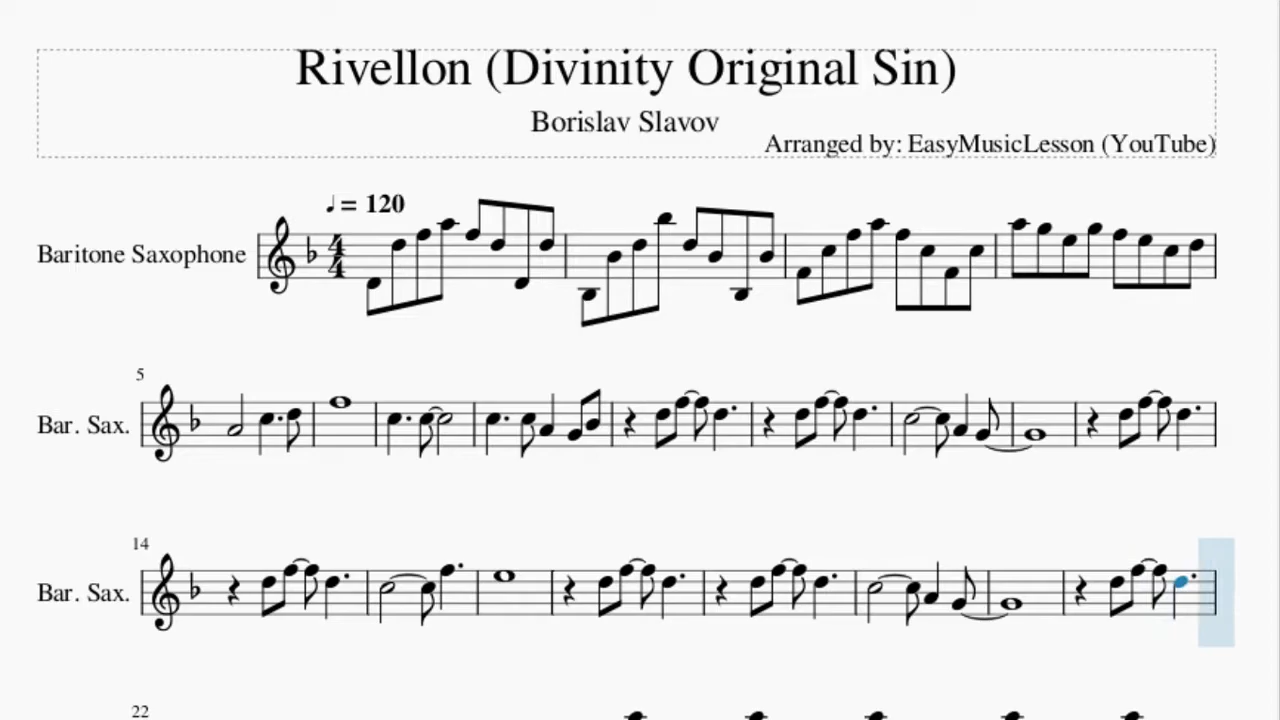 Rivellon (Divinity Original Sin)
Borislav Slavov
Arranged by: EasyMusicLesson (YouTube)
♩ = 120
Baritone Saxophone
4
4
5
Bar. Sax.
14
Bar. Sax.
22